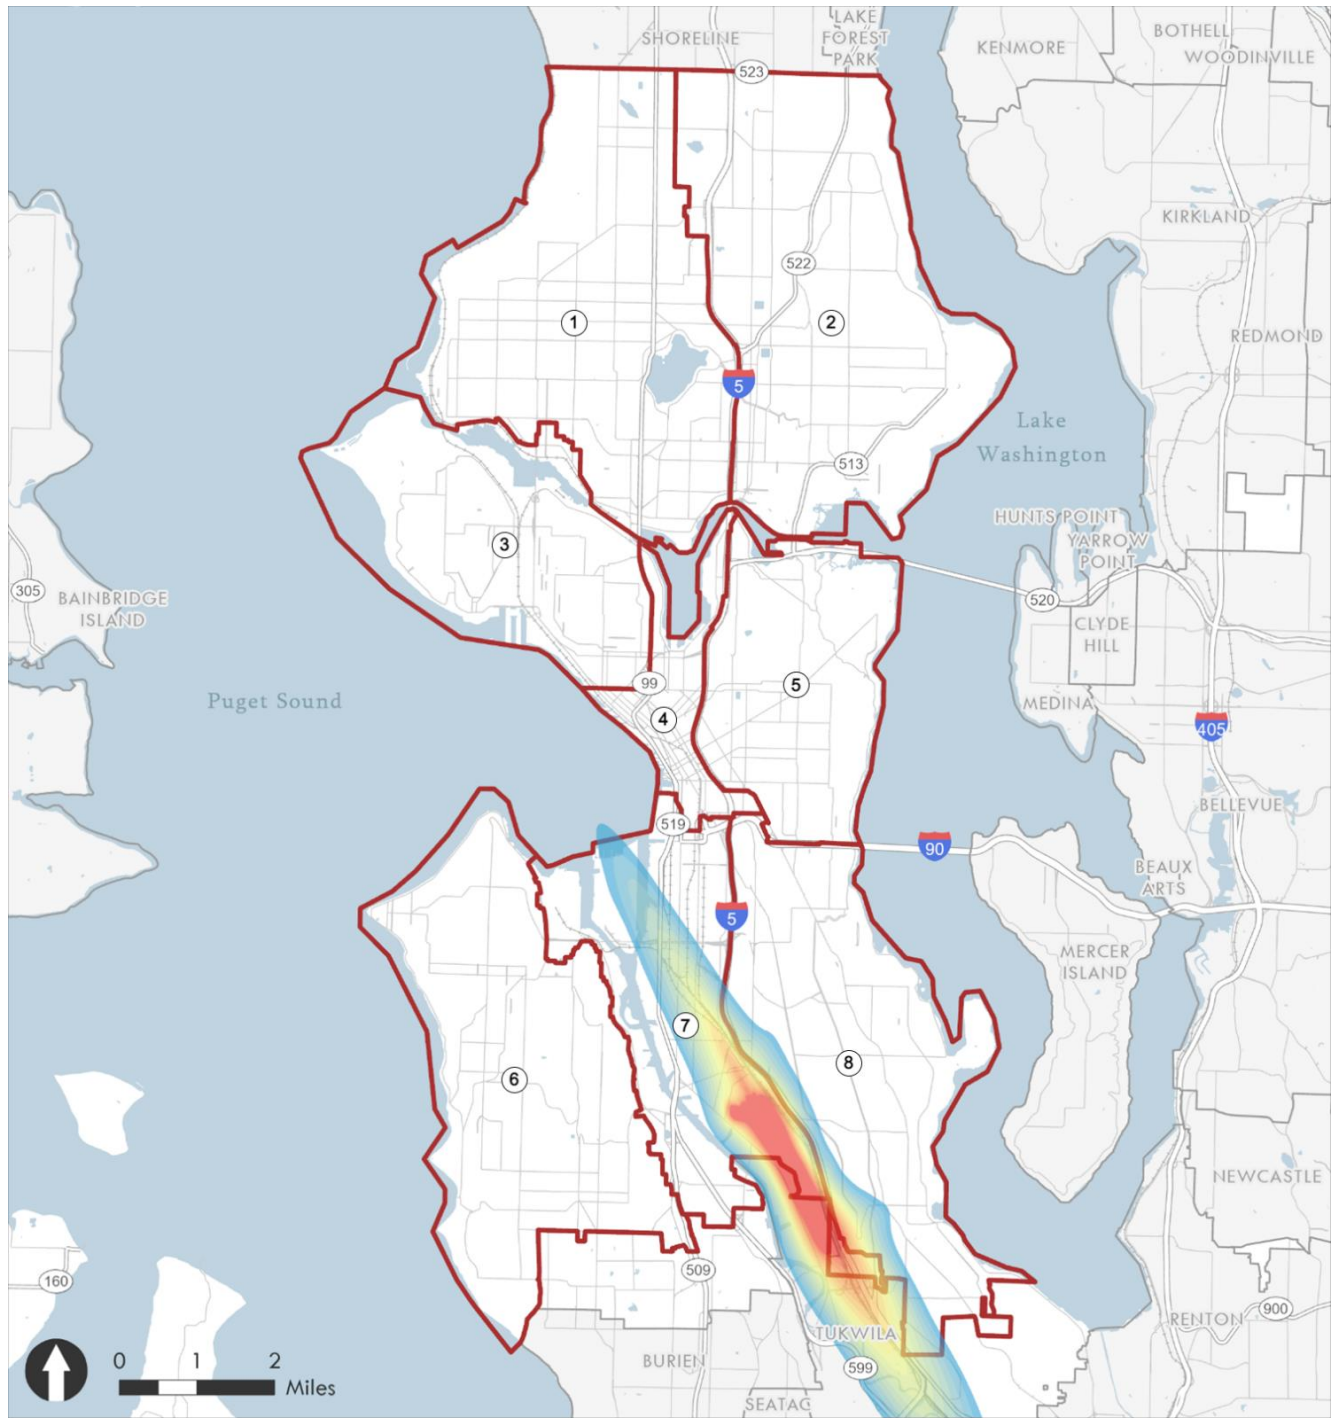 LAKE
FOREST
PARK
SHORELINE
KENMORE
BOTHELL
WOODINVILLE
523
KIRKLAND
522
1
2
REDMOND
5
Lake
Washington
513
HUNTS POINT
YARROW
POINT
3
305
BAINBRIDGE
ISLAND
520
CLYDE
HILL
99
5
Puget Sound
4
MEDINA
405
BELLEVUE
519
90
BEAUX
ARTS
5
MERCER
ISLAND
7
8
6
NEWCASTLE
160
509
RENTON
900
TUKWILA
BURIEN
599
SEATAC
0 1 2
Miles